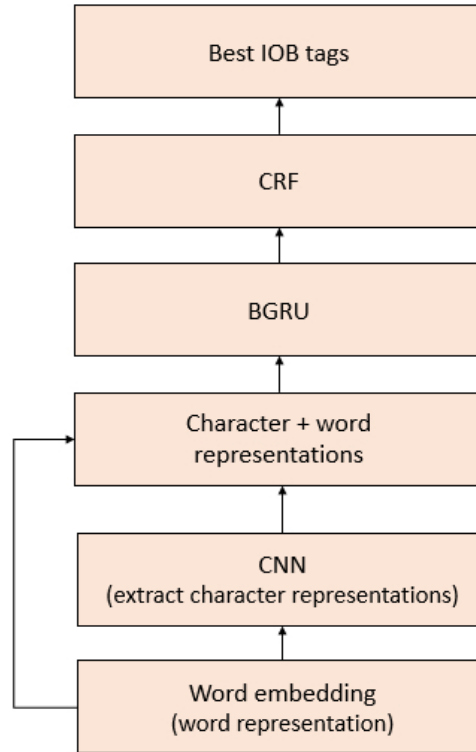 Best IOB tags
CRF
BGRU
Character + word
representations
CNN
(extract character representations)
Word embedding
(word representation)